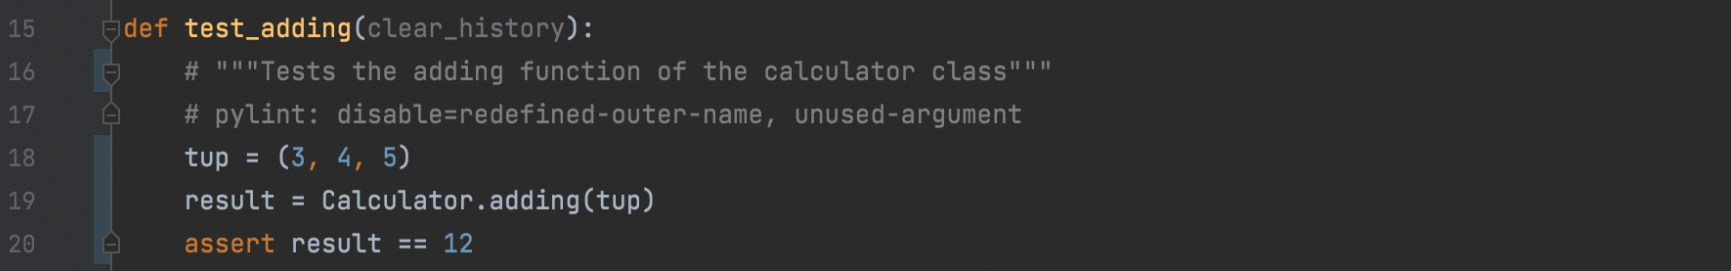 15 def test_adding(clear_history):
16 # """Tests the adding function of the calculator class"""
17 # pylint: disable=redefined-outer-name, unused-argument
18 tup = (3, 4, 5)
19 result = Calculator.adding(tup)
20 assert result == 12